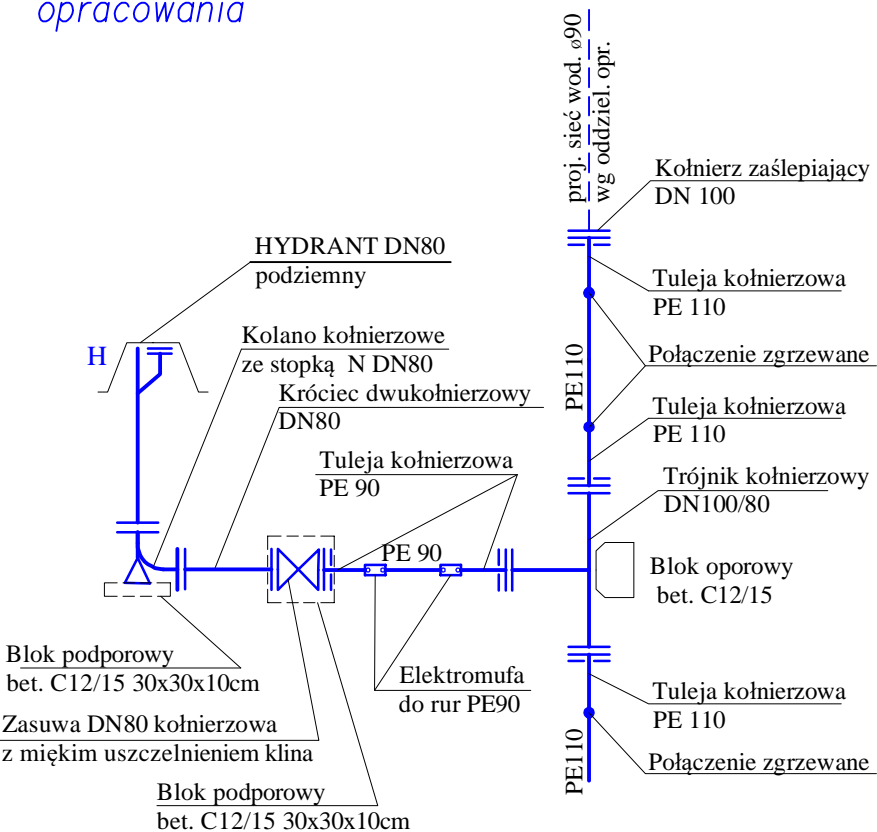 opracowania
proj. sieć wod. ø90
wg oddziel. opr.
Kołnierz zaślepiający
DN 100
HYDRANT DN80
podziemny
Tuleja kołnierzowa
PE 110
H
Kolano kołnierzowe
ze stopką N DN80
PE110
Połączenie zgrzewane
Króciec dwukołnierzowy
DN80
Tuleja kołnierzowa
PE 110
Tuleja kołnierzowa
PE 90
Trójnik kołnierzowy
DN100/80
PE 90
Blok oporowy
bet. C12/15
Blok podporowy
bet. C12/15 30x30x10cm
Elektromufa
do rur PE90
Tuleja kołnierzowa
PE 110
Zasuwa DN80 kołnierzowa
z miękim uszczelnieniem klina
PE110
Połączenie zgrzewane
Blok podporowy
bet. C12/15 30x30x10cm